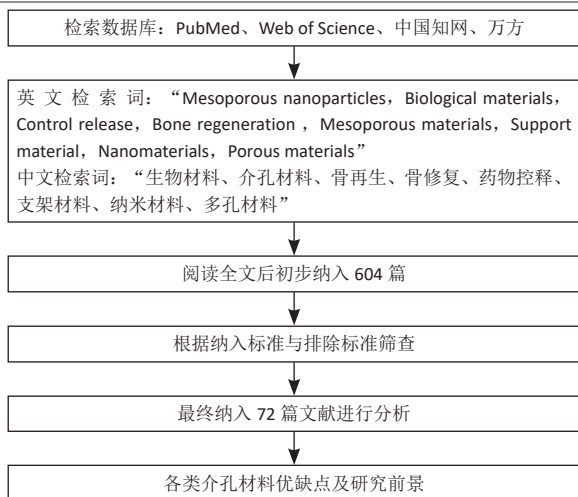 检索数据库：PubMed、Web of Science、中国知网、万方
英文检索词：“Mesoporous nanoparticles，Biological materials，
Control release，Bone regeneration ，Mesoporous materials，Support
material，Nanomaterials，Porous materials”
中文检索词：“生物材料、介孔材料、骨再生、骨修复、药物控释、
支架材料、纳米材料、多孔材料”
阅读全文后初步纳入 604 篇
根据纳入标准与排除标准筛查
最终纳入 72 篇文献进行分析
各类介孔材料优缺点及研究前景